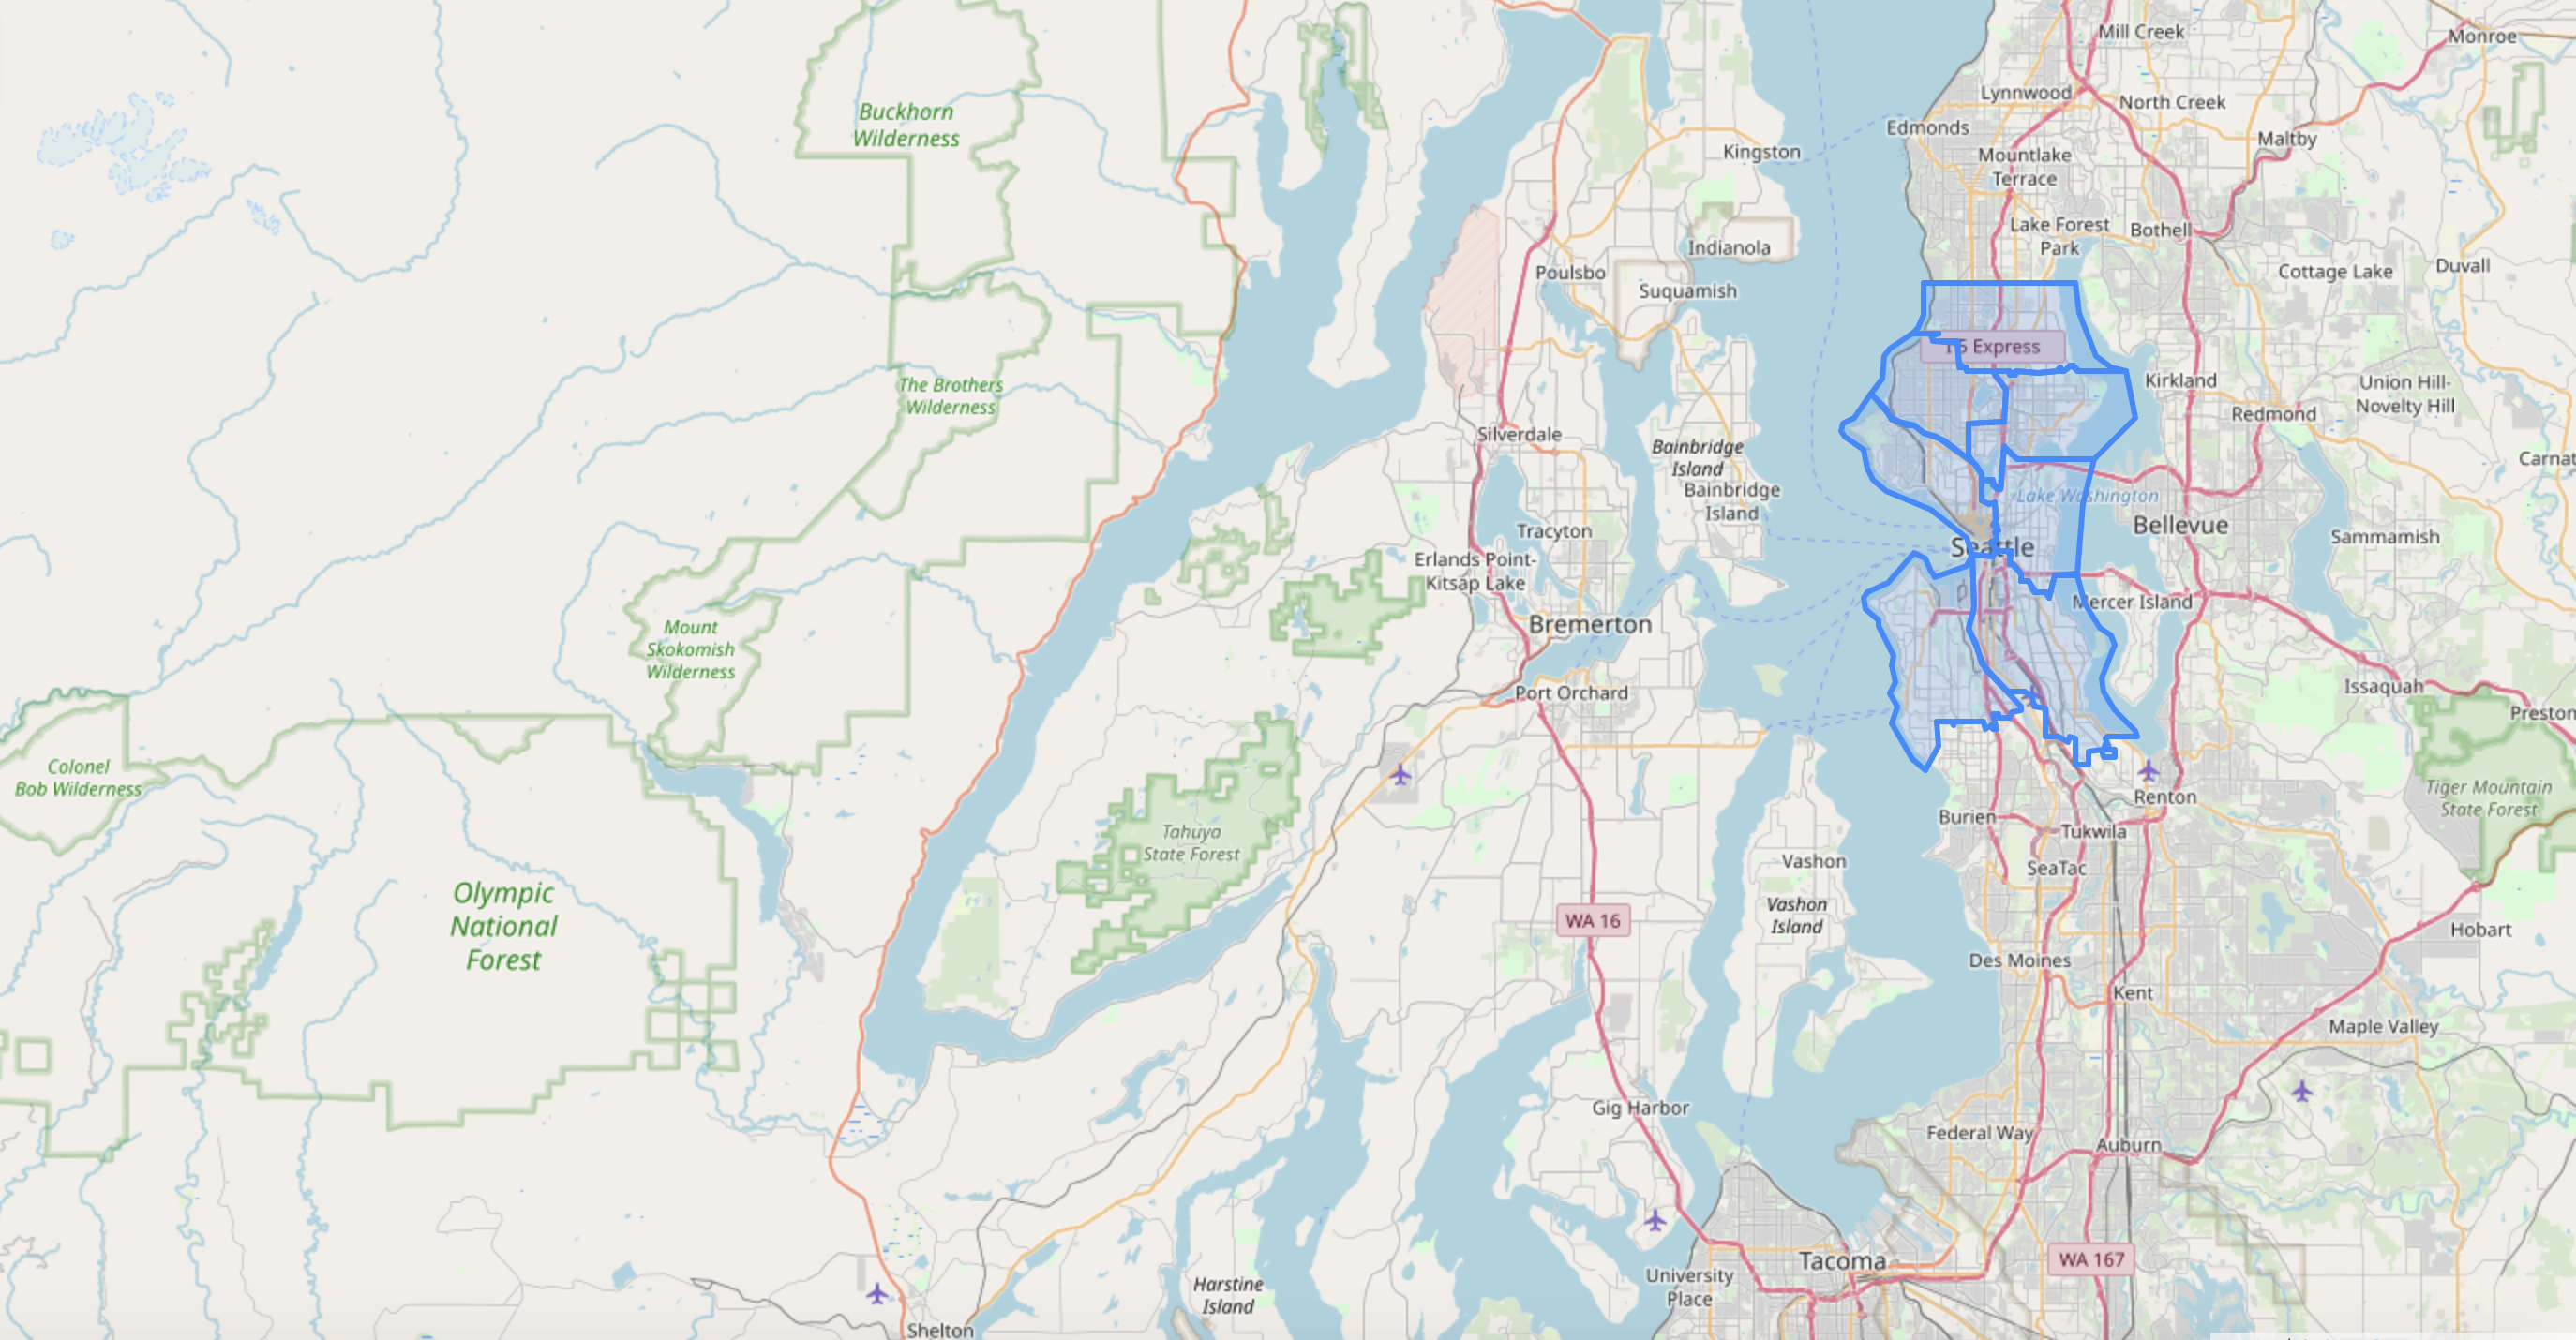 Mill Creek
Monroe
Lynnwood
North Creek
Buckhorn
Wilderness
Edmonds
Maltby
Kingston
Mountlake
Terrace
Lake Forest
Park
Bothell
Indianola
Poulsbo
Cottage Lake
Duvall
Suquamish
I 5 Express
Kirkland
Union Hill-
Novelty Hill
The Brothers
Wilderness
Redmond
Silverdale
Bainbridge
Island
Carnat
Bainbridge
Island
Lake Washington
Bellevue
Tracyton
Sammamish
Seattle
Erlands Point-
Kitsap Lake
Mercer Island
Bremerton
Mount
Skokomish
Wilderness
Issaquah
Port Orchard
Preston
Colonel
Bob Wilderness
Tiger Mountain
State Forest
Renton
Burien
Tukwila
Tahuya
State Forest
Vashon
SeaTac
Olympic
National
Forest
Vashon
Island
WA 16
Hobart
Des Moines
Kent
Maple Valley
Gig Harbor
Federal Way
Auburn
Tacoma
WA 167
University
Place
Harstine
Island
Shelton